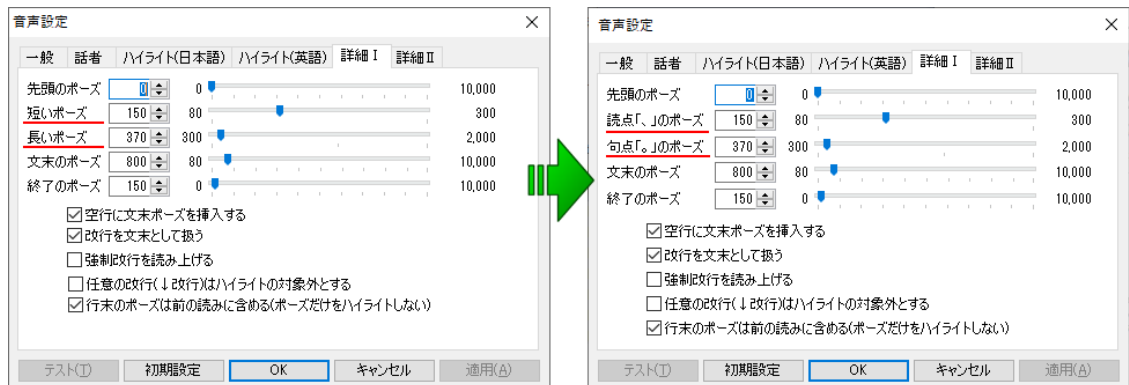 音声設定
一般 話者 ハイライト(日本語) ハイライト(英語) 詳細Ⅰ 詳細Ⅱ
先頭のポーズ 0 0 10,000
短いポーズ 150 80 300
長いポーズ 370 300 2,000
文末のポーズ 800 80 10,000
終了のポーズ 150 0 10,000
空行に文末ポーズを挿入する
改行を文末として扱う
強制改行を読み上げる
任意の改行(↓改行)はハイライトの対象外とする
行末のポーズは前の読みに含める(ポーズだけをハイライトしない)
テスト(T) 初期設定 OK キャンセル 適用(A)
音声設定
一般 話者 ハイライト(日本語) ハイライト(英語) 詳細Ⅰ 詳細Ⅱ
先頭のポーズ 0 0 10,000
読点「、」のポーズ 150 80 300
句点「。」のポーズ 370 300 2,000
文末のポーズ 800 80 10,000
終了のポーズ 150 0 10,000
空行に文末ポーズを挿入する
改行を文末として扱う
強制改行を読み上げる
任意の改行(↓改行)はハイライトの対象外とする
行末のポーズは前の読みに含める(ポーズだけをハイライトしない)
テスト(T) 初期設定 OK キャンセル 適用(A)